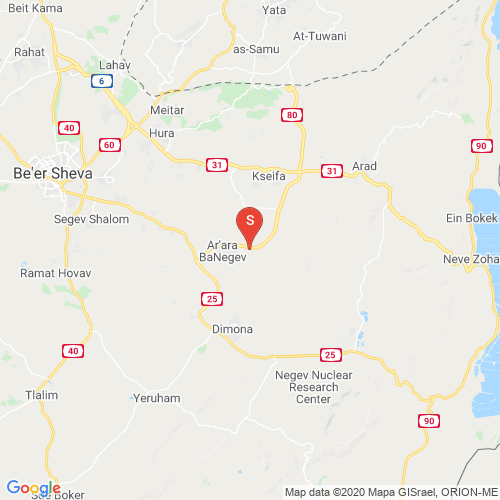 Beit Kama
Yata
Rahat
Lahav
as-Samu
At-Tuwani
6
Meitar
80
40
Hura
60
90
31
Kseifa
31
Arad
Be'er Sheva
S
Segev Shalom
Ein Bokek
Ar'ara
BaNegev
Neve Zoha
Ramat Hovav
25
Dimona
40
25
Negev Nuclear
Research
Center
Tlalim
Yeruham
90
Google
Sde Boker
Map data ©2020 Mapa GISrael, ORION-ME